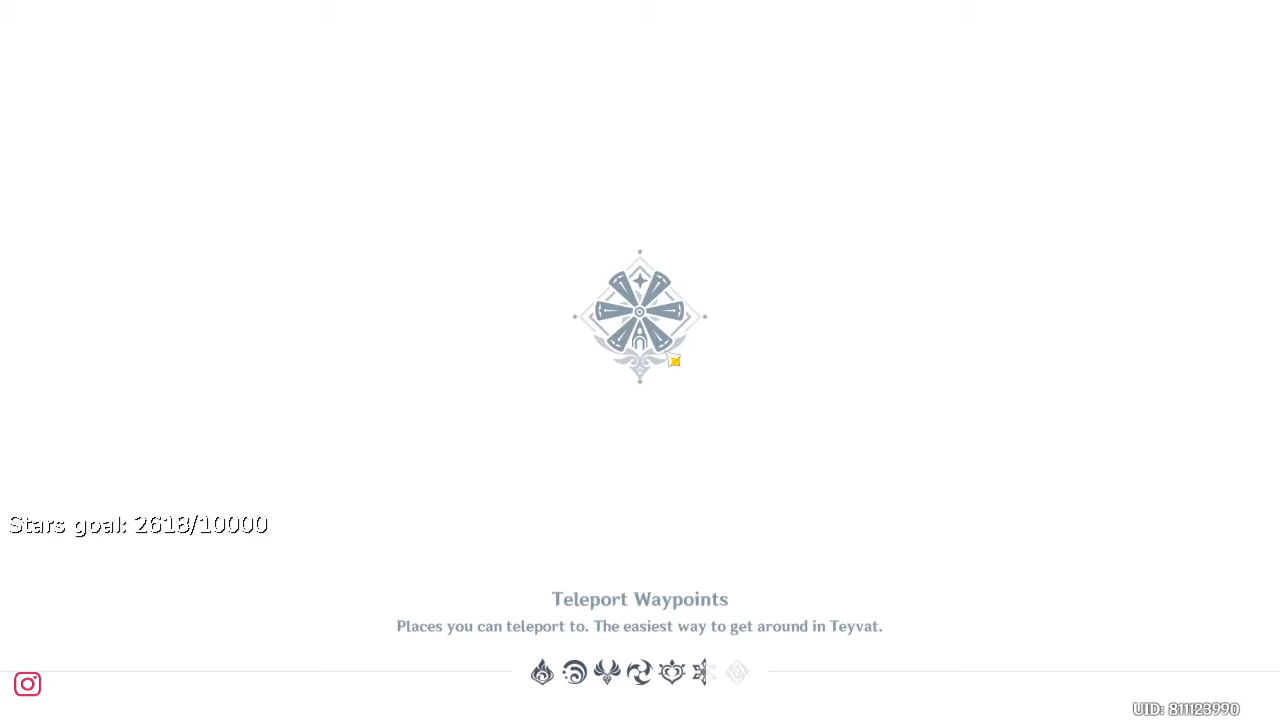 Stars goal: 2618/10000
Teleport Waypoints
Places you can teleport to. The easiest way to get around in Teyvat.
UID: 811123990